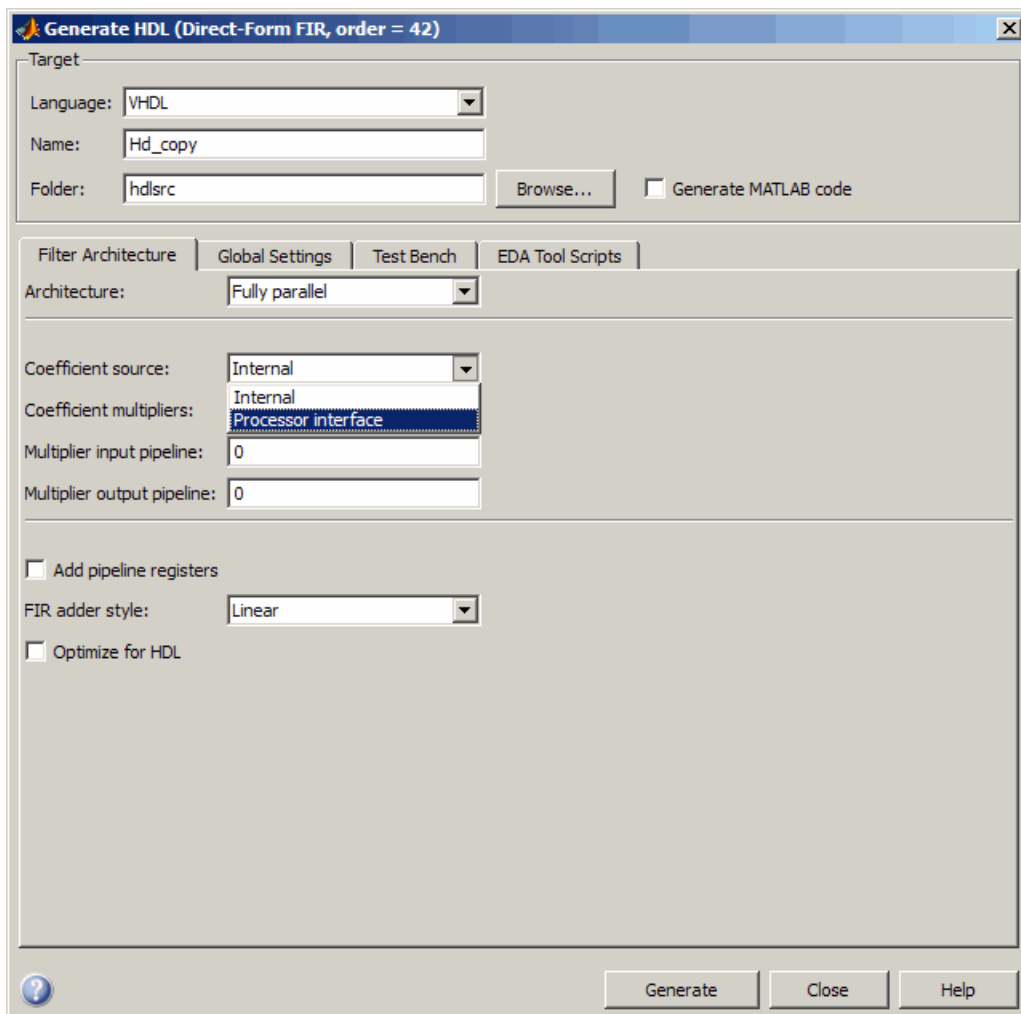 Generate HDL (Direct-Form FIR, order = 42)
Target
Language: VHDL
Name: Hd_copy
Folder: hdlsrc Browse... Generate MATLAB code
Filter Architecture Global Settings Test Bench EDA Tool Scripts
Architecture: Fully parallel
Coefficient source: Internal
Internal
Coefficient multipliers: Processor interface
Multiplier input pipeline: 0
Multiplier output pipeline: 0
Add pipeline registers
FIR adder style: Linear
Optimize for HDL
? Generate Close Help